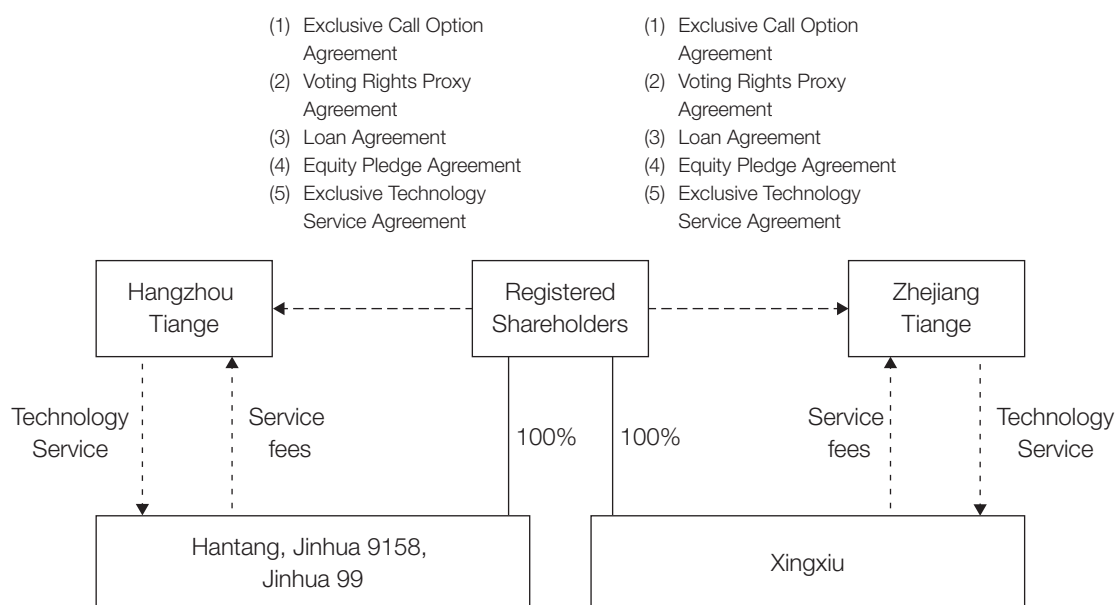 (1) Exclusive Call Option
Agreement
(2) Voting Rights Proxy
Agreement
(3) Loan Agreement
(4) Equity Pledge Agreement
(5) Exclusive Technology
Service Agreement
(1) Exclusive Call Option
Agreement
(2) Voting Rights Proxy
Agreement
(3) Loan Agreement
(4) Equity Pledge Agreement
(5) Exclusive Technology
Service Agreement
Hangzhou
Tiange
Registered
Shareholders
Zhejiang
Tiange
Technology
Service
Service
fees
100%
100%
Service
fees
Technology
Service
Hantang, Jinhua 9158,
Jinhua 99
Xingxiu